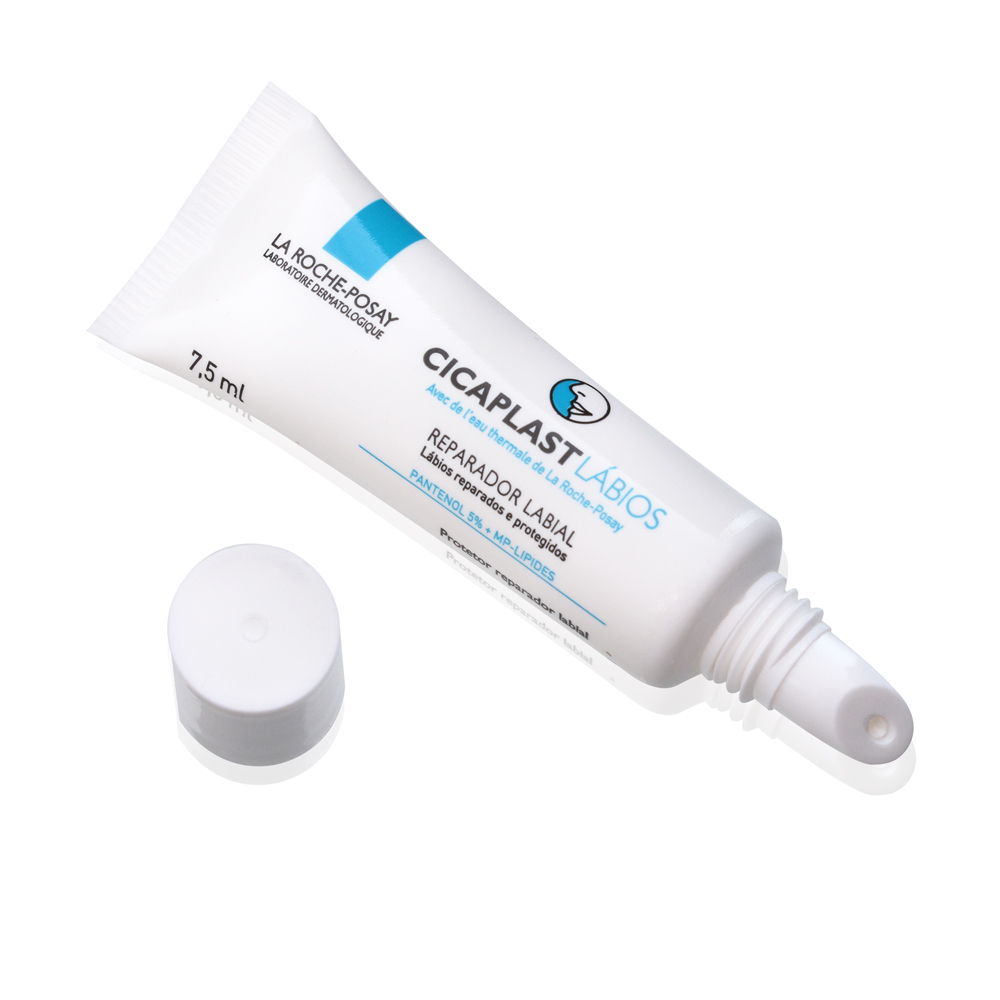 LA ROCHE-POSAY
LABORATOIRE DERMATOLOGIQUE
7,5 ml
CICAPLAST LÁBIOS
Avec de l'eau thermale de La Roche-Posay
REPARADOR LABIAL
Lábios reparados e protegidos
PANTENOL 5% + MP-LIPIDES
Protetor reparador labial